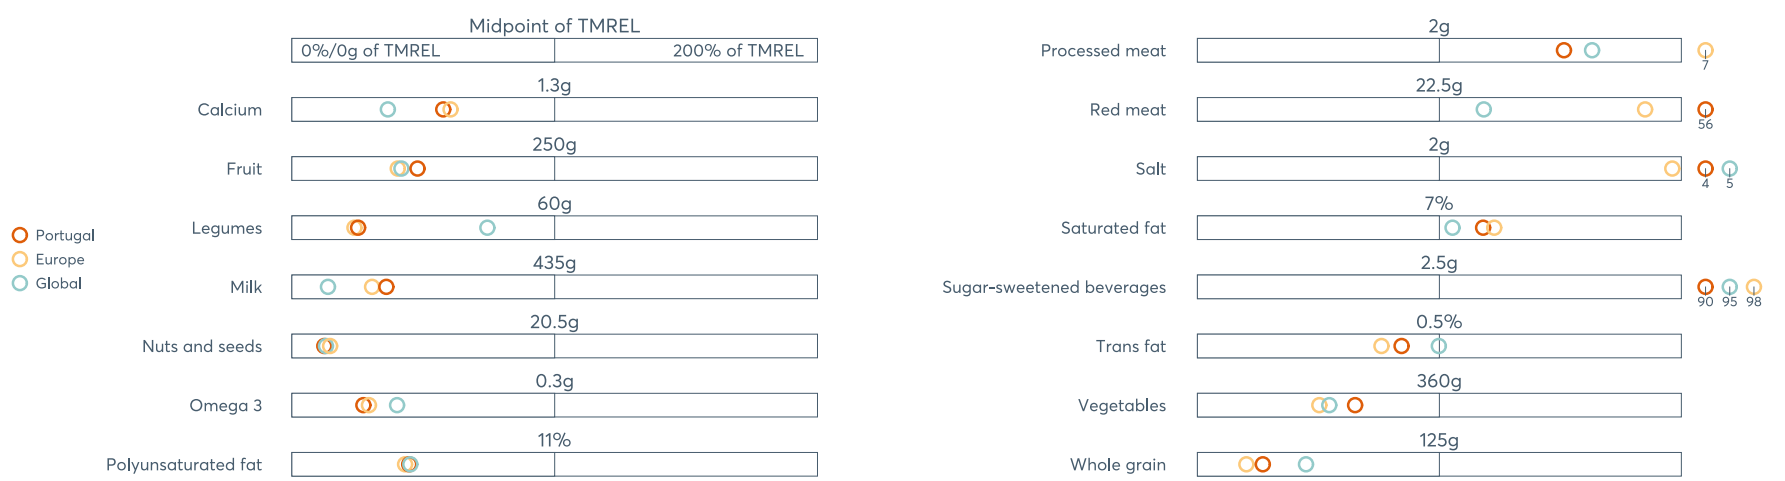 Midpoint of TMREL
0%/0g of TMREL 200% of TMREL
1.3g
Calcium
250g
Fruit
60g
Legumes
435g
Milk
20.5g
Nuts and seeds
0.3g
Omega 3
11%
Polyunsaturated fat
Portugal
Europe
Global
2g
Processed meat
7
22.5g
Red meat
56
2g
Salt
4 5
7%
Saturated fat
2.5g
Sugar-sweetened beverages
90 95 98
0.5%
Trans fat
360g
Vegetables
125g
Whole grain